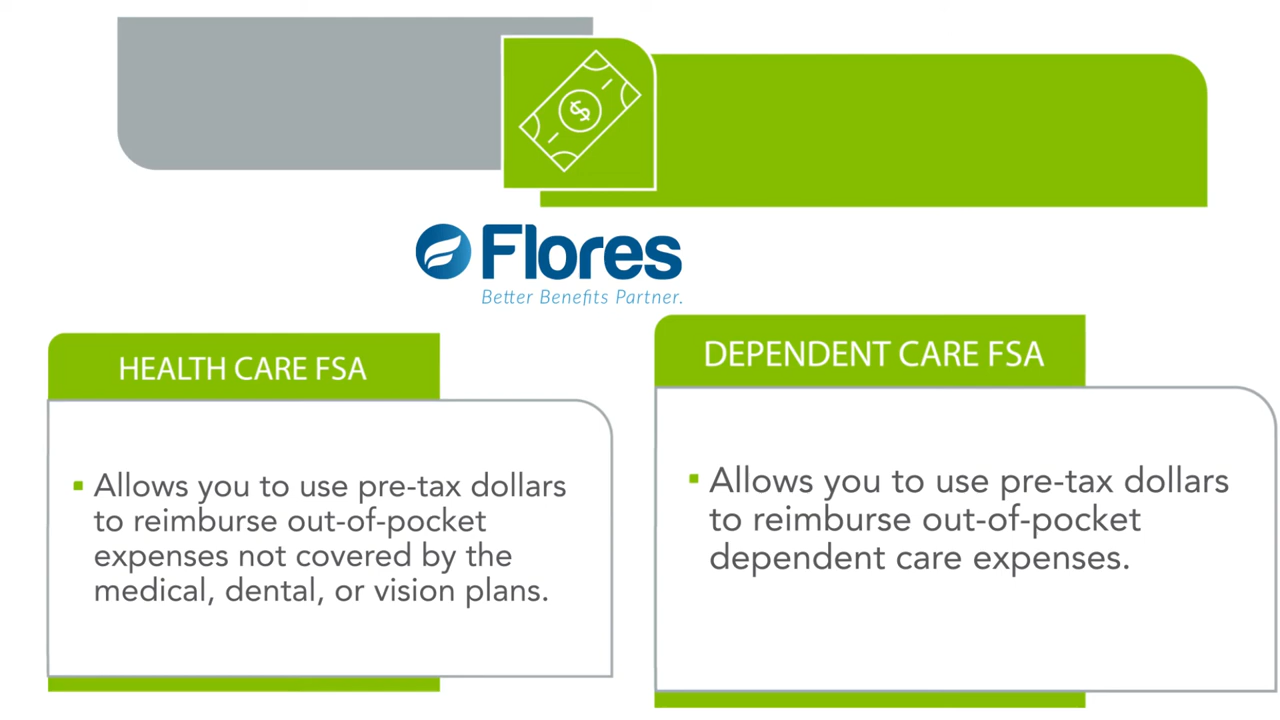 Flores
Better Benefits Partner.
HEALTH CARE FSA
▪ Allows you to use pre-tax dollars
to reimburse out-of-pocket
expenses not covered by the
medical, dental, or vision plans.
DEPENDENT CARE FSA
▪ Allows you to use pre-tax dollars
to reimburse out-of-pocket
dependent care expenses.